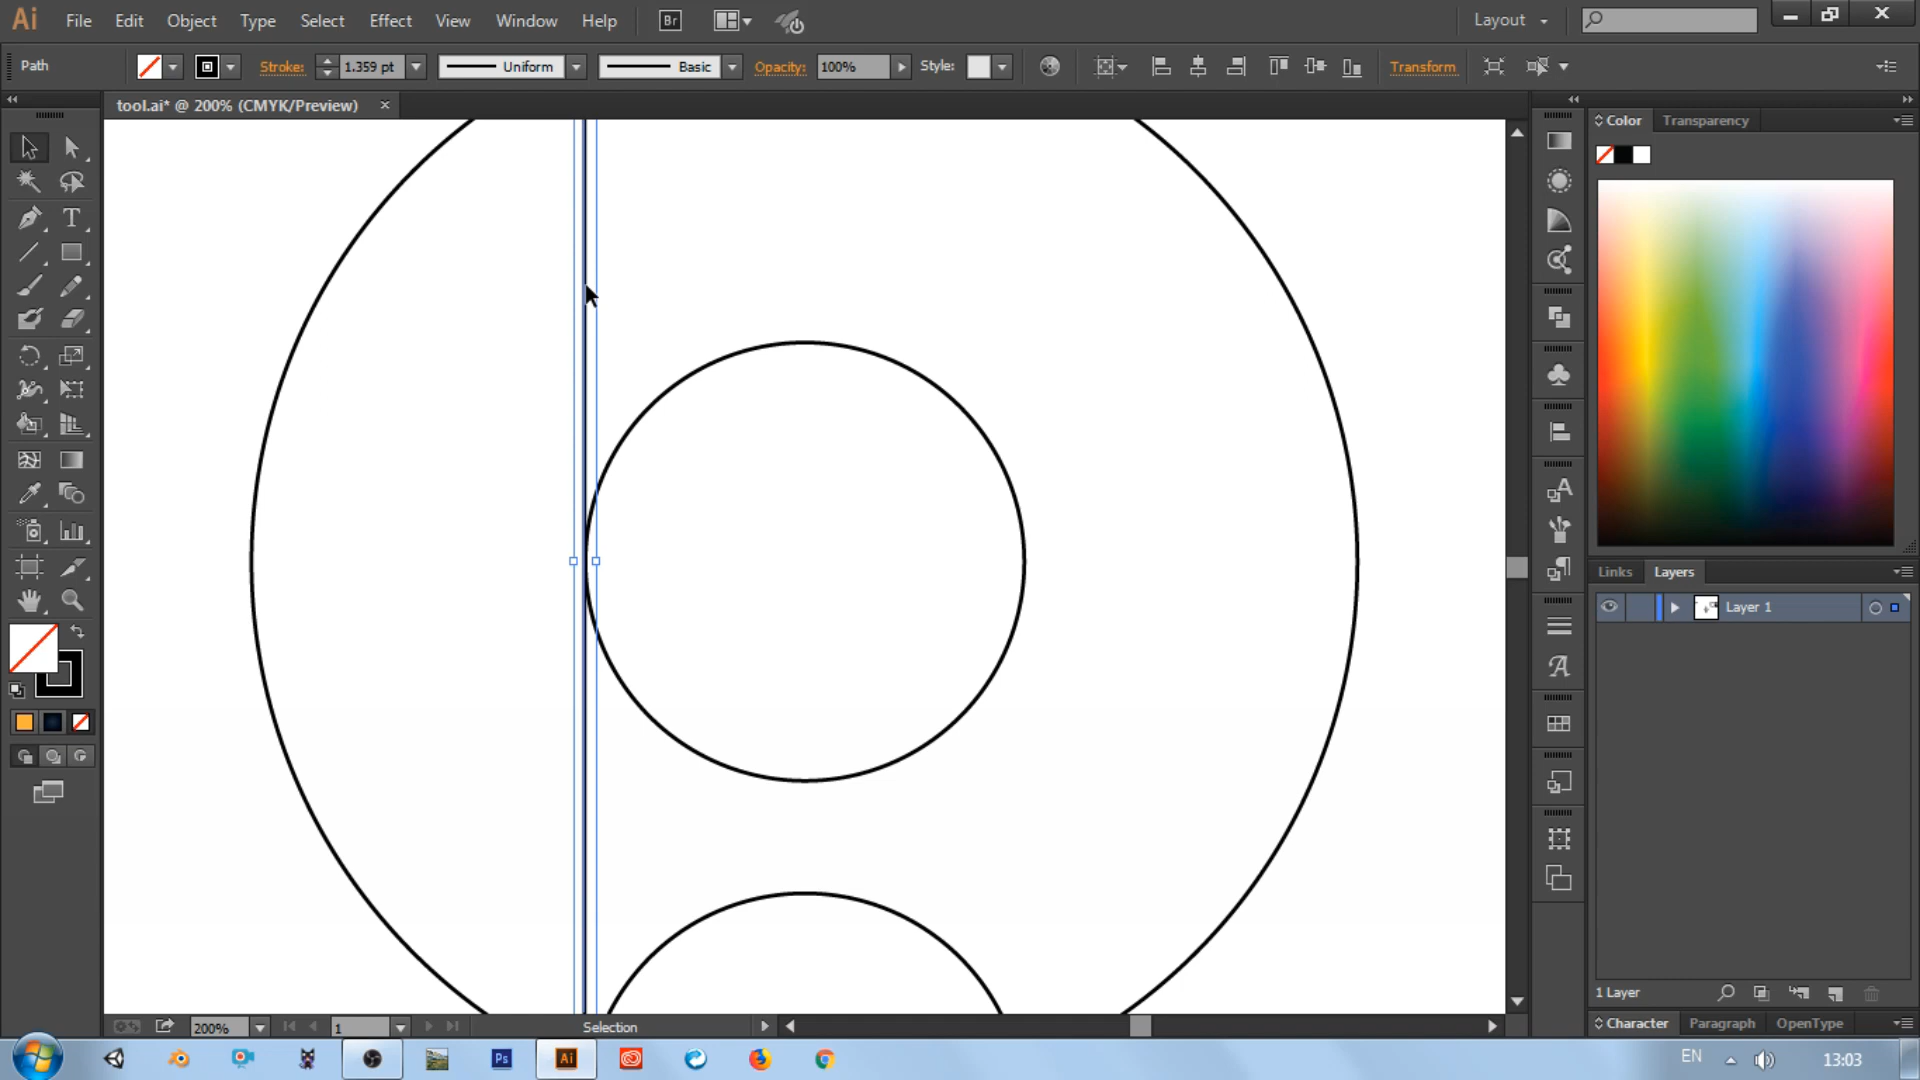 Ai File Edit Object Type Select Effect View Window Help Br Layout
Path Stroke: 1.359 pt Uniform Basic Opacity: 100% Style: Transform
tool.ai* @ 200% (CMYK/Preview)
Color Transparency
Links Layers
Layer 1
1 Layer
200% 1 Selection
Character Paragraph OpenType
Ps Ai EN 13:03